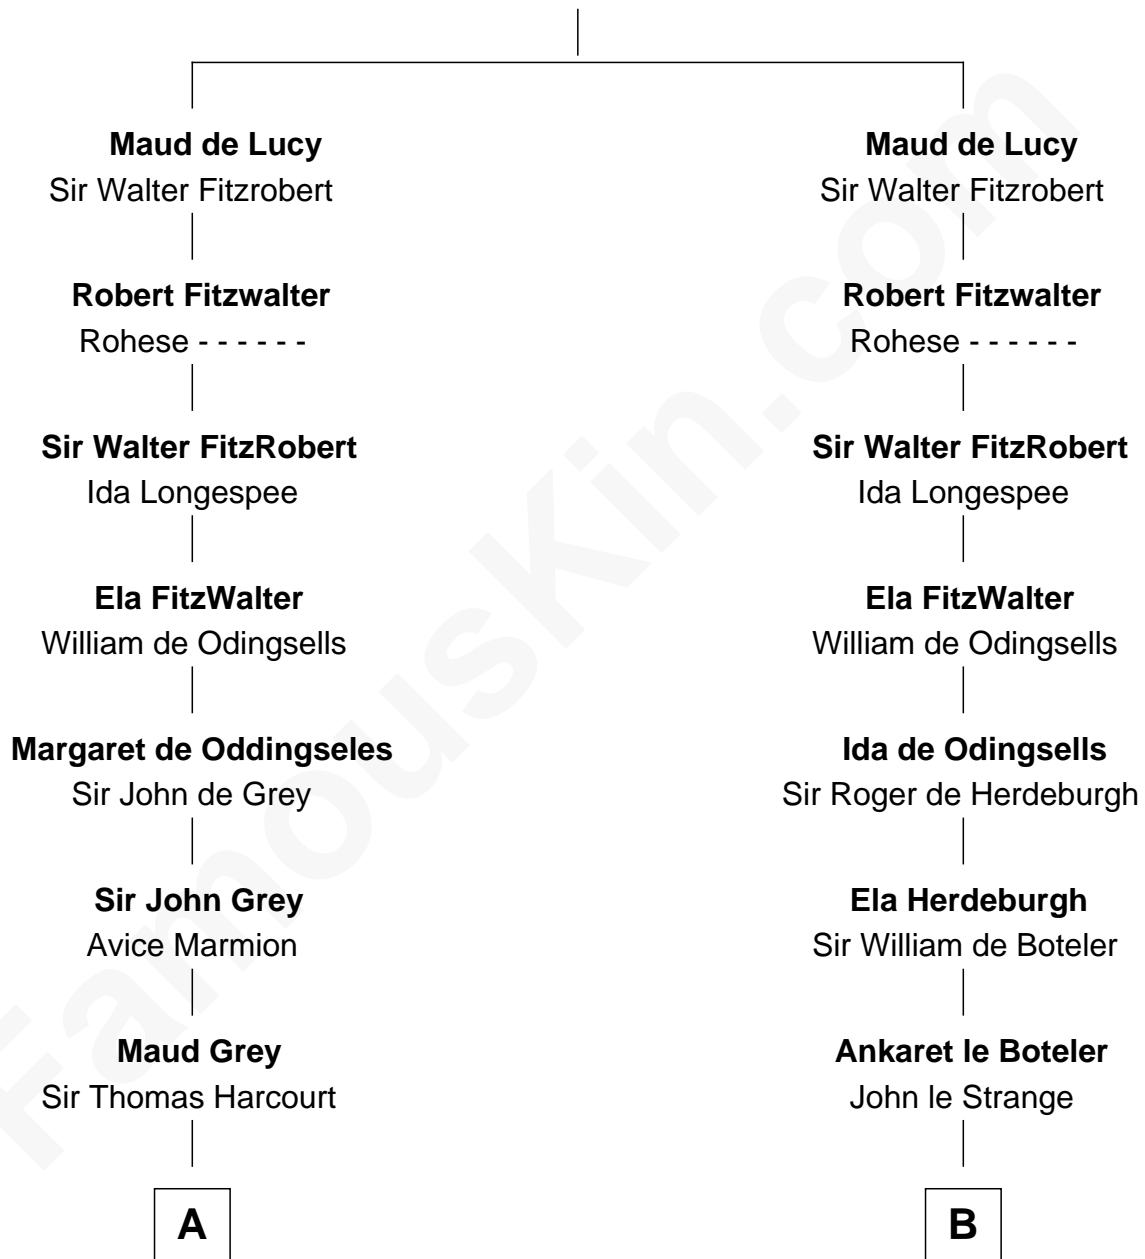 Maud de Lucy
Sir Walter Fitzrobert
Robert Fitzwalter
Rohese - - - - - -
Sir Walter FitzRobert
Ida Longespee
Ela FitzWalter
William de Odingsells
Margaret de Oddingseles
Sir John de Grey
Sir John Grey
Avice Marmion
Maud Grey
Sir Thomas Harcourt
A
Maud de Lucy
Sir Walter Fitzrobert
Robert Fitzwalter
Rohese - - - - - -
Sir Walter FitzRobert
Ida Longespee
Ela FitzWalter
William de Odingsells
Ida de Odingsells
Sir Roger de Herdeburgh
Ela Herdeburgh
Sir William de Boteler
Ankaret le Boteler
John le Strange
B
FamousKin.com